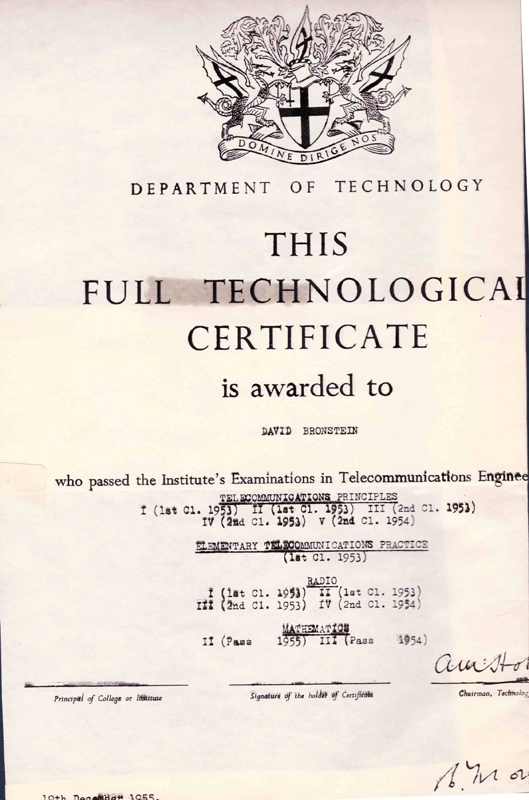 DOMINE DIRIGE NOS
DEPARTMENT OF TECHNOLOGY
THIS
FULL TECHNOLOGICAL
CERTIFICATE
is awarded to
DAVID BRONSTEIN
who passed the Institute's Examinations in Telecommunications Enginee
TELECOMMUNICATIONS PRINCIPLES
I (1st Cl. 1953) II (1st Cl. 1953) III (2nd Cl. 1953)
IV (2nd Cl. 1953) V (2nd Cl. 1954)
ELEMENTARY TELECOMMUNICATIONS PRACTICE
(1st Cl. 1953)
RADIO
I (1st Cl. 1953) II (1st Cl. 1953)
III (2nd Cl. 1953) IV (2nd Cl. 1954)
MATHEMATICS
II (Pass 1955) III (Pass 1954)
Principal of College or Institute
Signature of the holder of Certificate
Chairman, Technolog
19th December 1955.